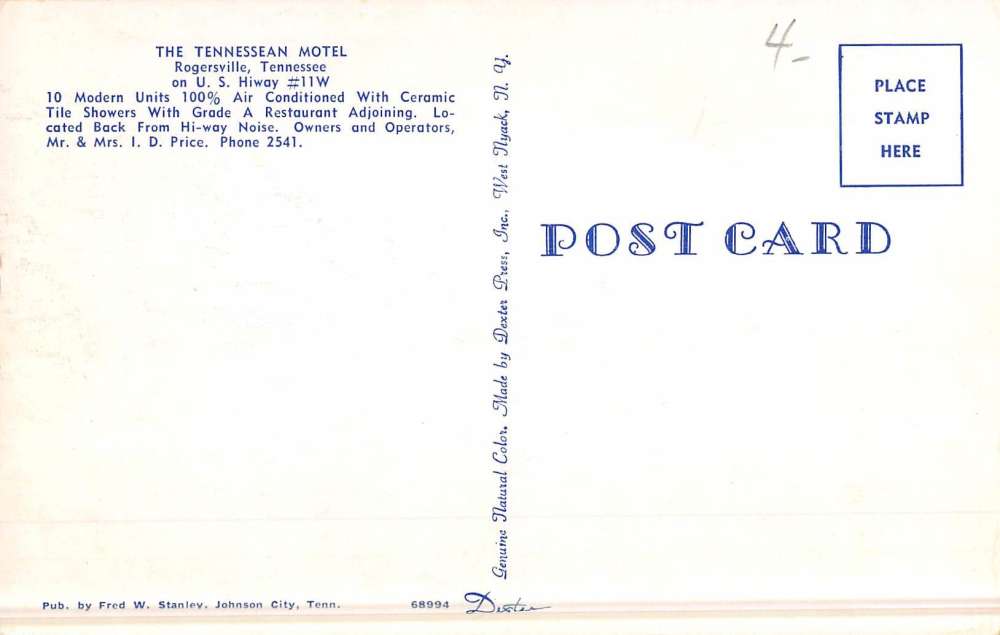 THE TENNESSEAN MOTEL
Rogersville, Tennessee
on U. S. Hiway #11W
10 Modern Units 100% Air Conditioned With Ceramic
Tile Showers With Grade A Restaurant Adjoining. Lo-
cated Back From Hi-way Noise. Owners and Operators,
Mr. & Mrs. I. D. Price. Phone 2541.
Pub. by Fred W. Stanley, Johnson City, Tenn.
68994
Dexter
Genuine Natural Color. Made by Dexter Press, Inc., West Nyack, N. Y.
4-
PLACE
STAMP
HERE
POST CARD